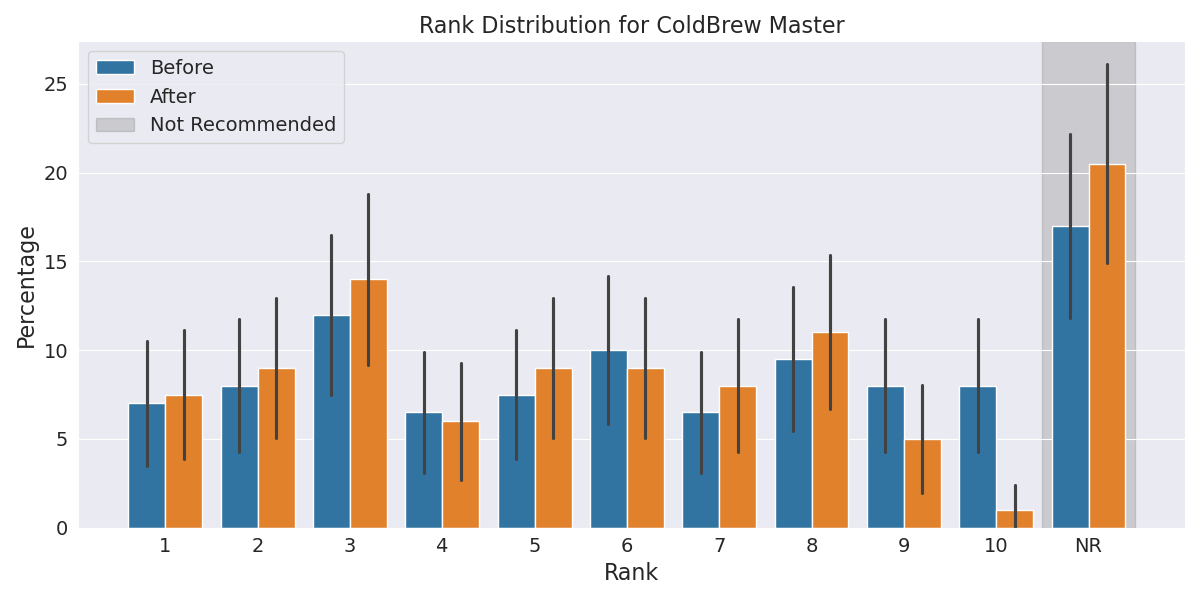 Rank Distribution for ColdBrew Master
Before
After
Not Recommended
Percentage
25
20
15
10
5
0
1 2 3 4 5 6 7 8 9 10 NR
Rank